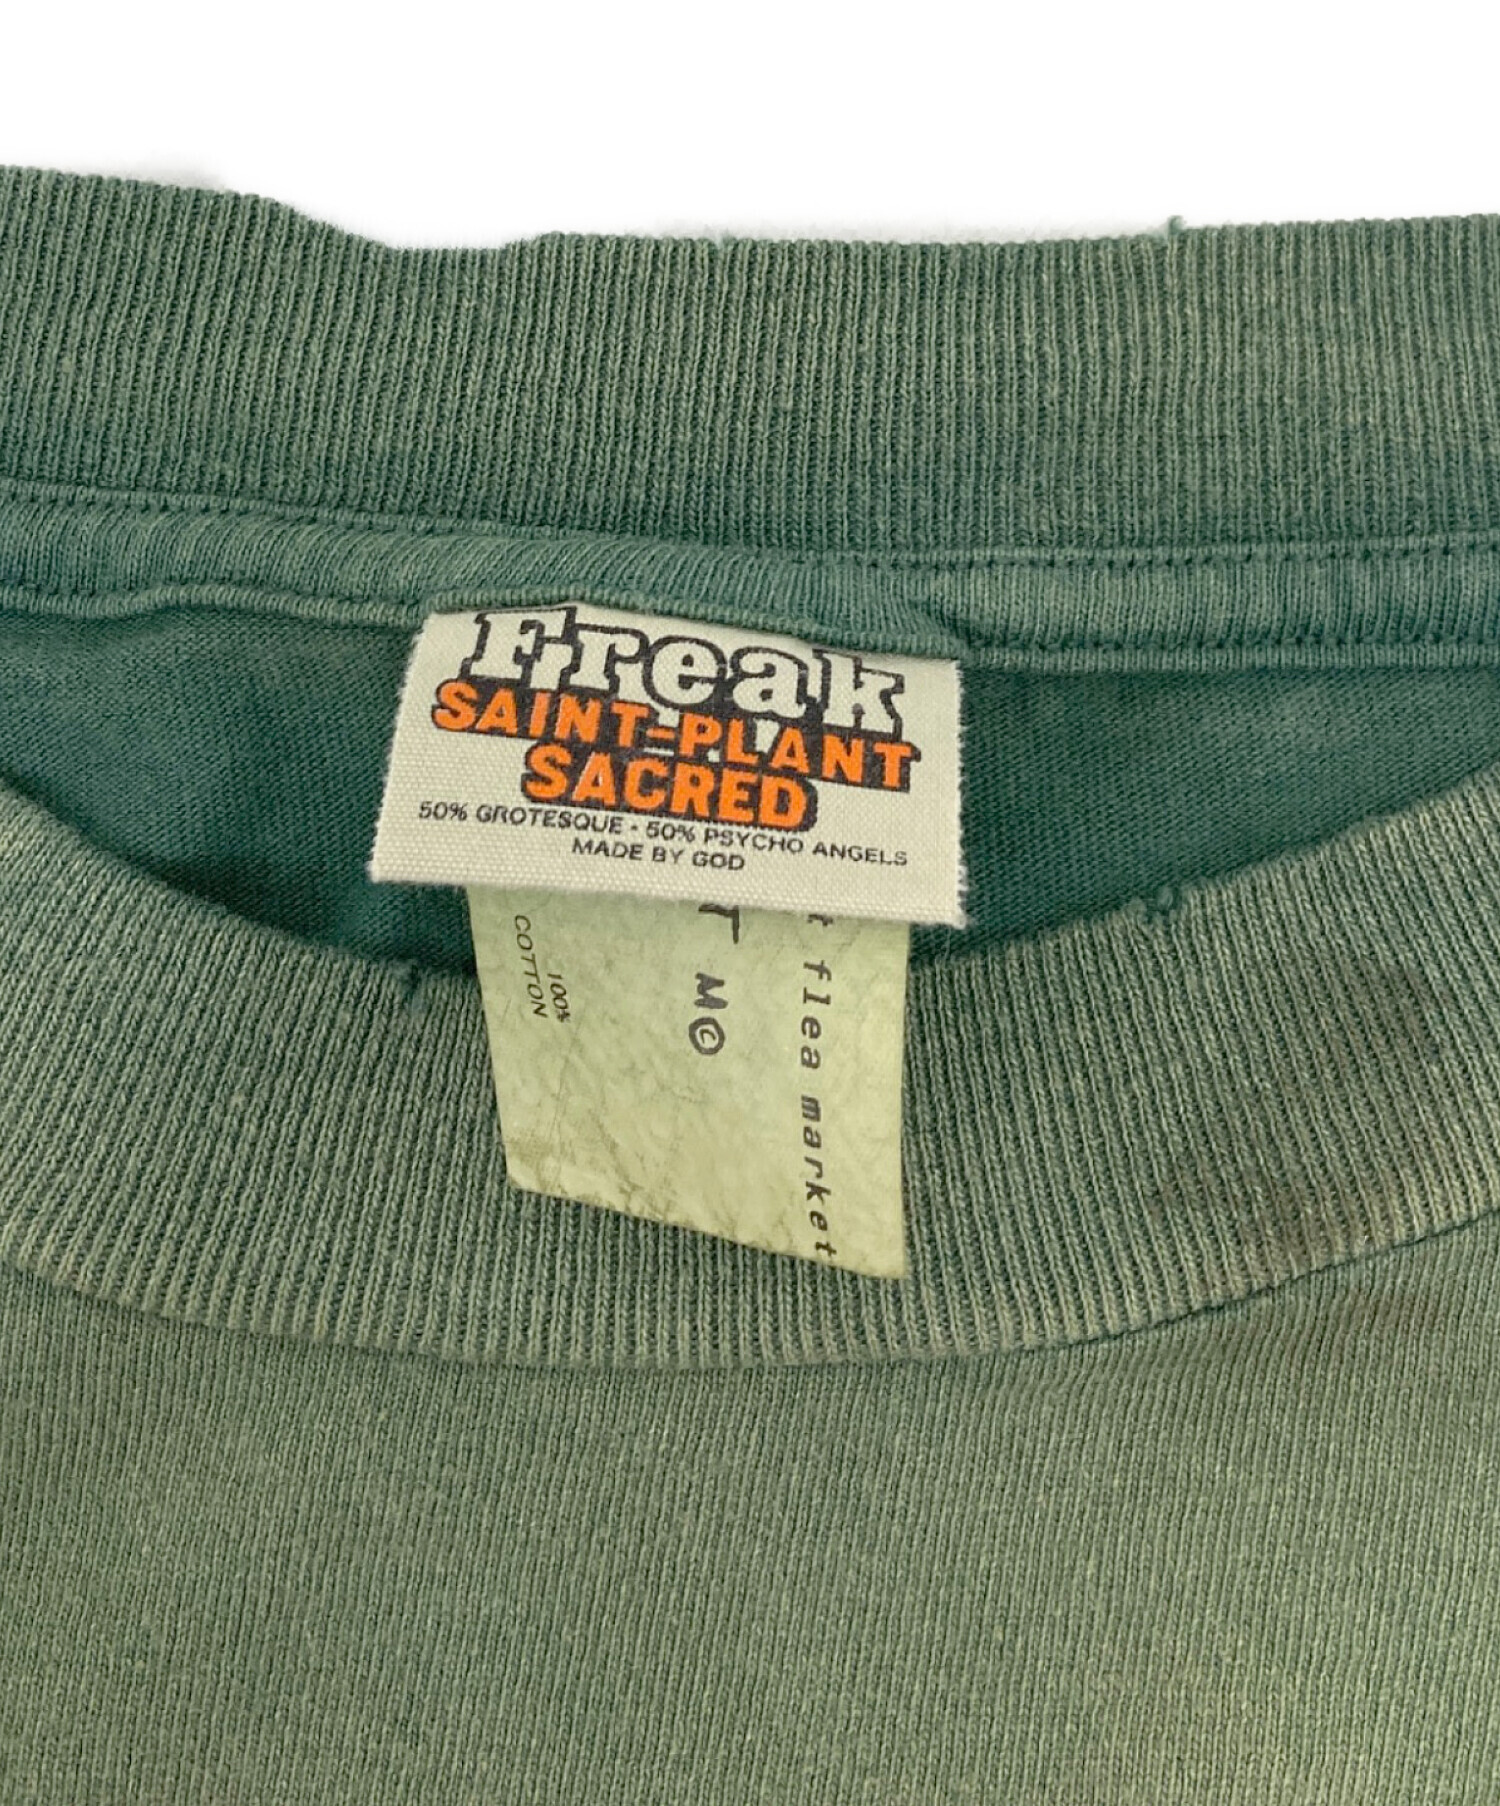 Freak
SAINT-PLANT
SACRED
50% GROTESQUE - 50% PSYCHO ANGELS
MADE BY GOD
100%
COTTON
M©
flea market